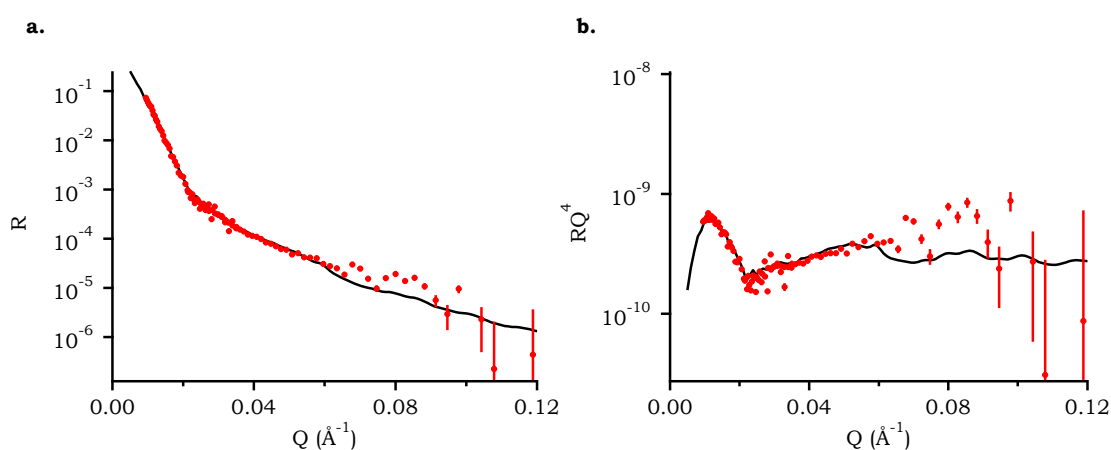 a.
R
10⁻¹
10⁻²
10⁻³
10⁻⁴
10⁻⁵
10⁻⁶
0.00
0.04
0.08
0.12
Q (Å⁻¹)
b.
RQ⁴
10⁻⁸
10⁻⁹
10⁻¹⁰
0.00
0.04
0.08
0.12
Q (Å⁻¹)